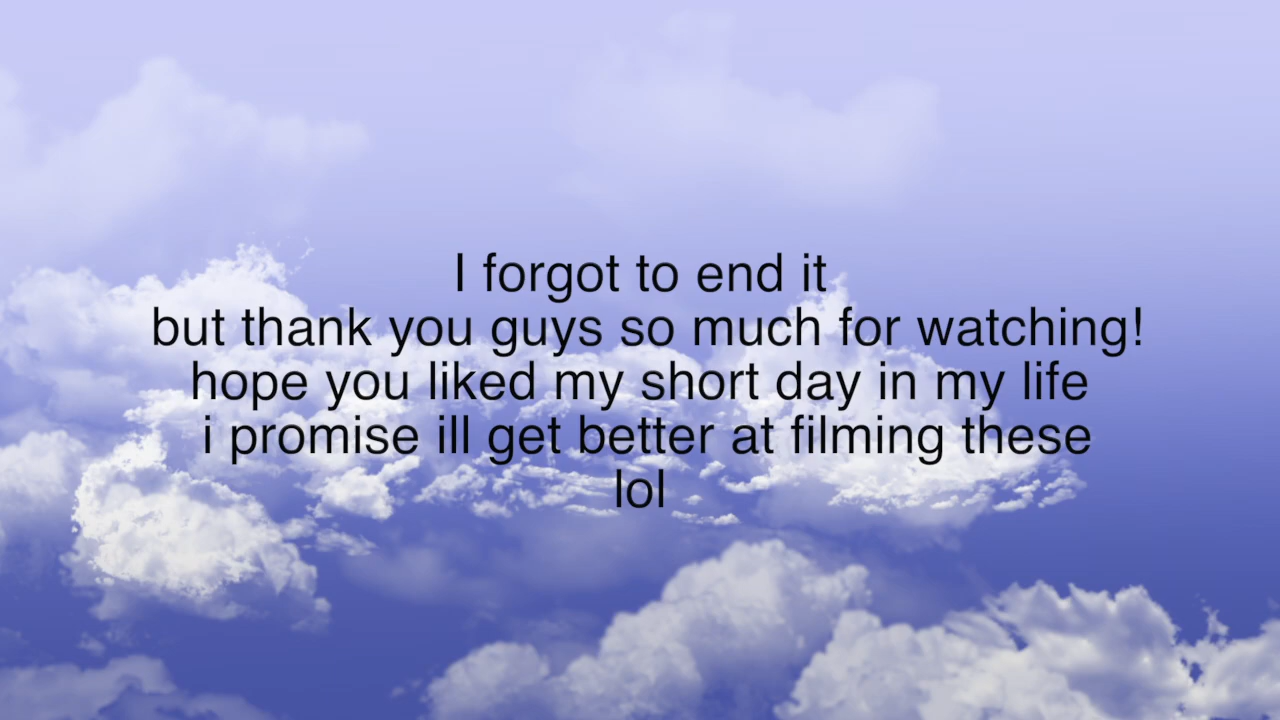 I forgot to end it
but thank you guys so much for watching!
hope you liked my short day in my life
i promise ill get better at filming these
lol